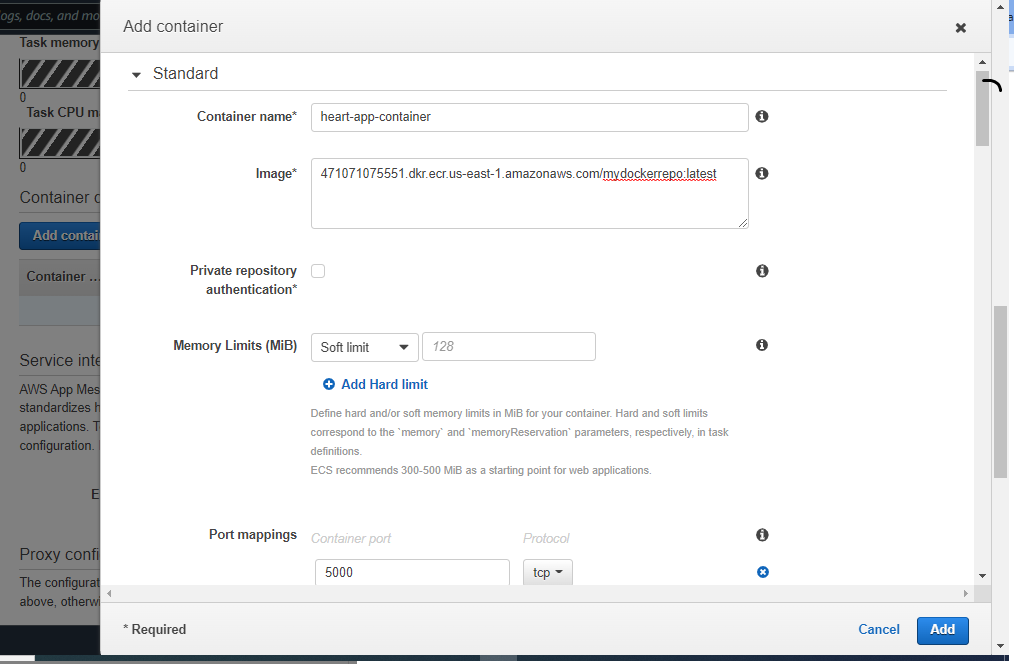 ogs, docs, and mo
Add container
Task memory
0
Task CPU m
0
Container c
Add contai
Container ...
Service inte
AWS App Mes
standardizes h
applications. T
configuration.
E
Proxy confi
The configurat
above, otherwi
Standard
Container name*
heart-app-container
Image*
471071075551.dkr.ecr.us-east-1.amazonaws.com/mydockerrepo:latest
Private repository
authentication*
Memory Limits (MiB)
Soft limit
128
Add Hard limit
Define hard and/or soft memory limits in MiB for your container. Hard and soft limits
correspond to the `memory` and `memoryReservation` parameters, respectively, in task
definitions.
ECS recommends 300-500 MiB as a starting point for web applications.
Port mappings
Container port
Protocol
5000
tcp
* Required
Cancel
Add